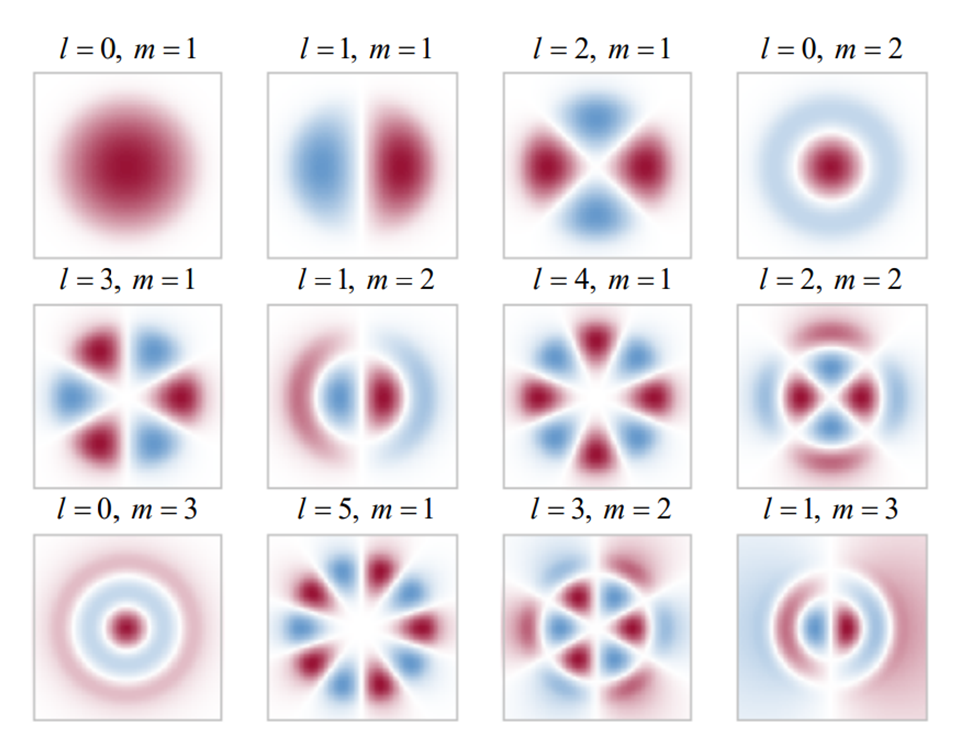 l = 0, m = 1 l = 1, m = 1 l = 2, m = 1 l = 0, m = 2
l = 3, m = 1 l = 1, m = 2 l = 4, m = 1 l = 2, m = 2
l = 0, m = 3 l = 5, m = 1 l = 3, m = 2 l = 1, m = 3